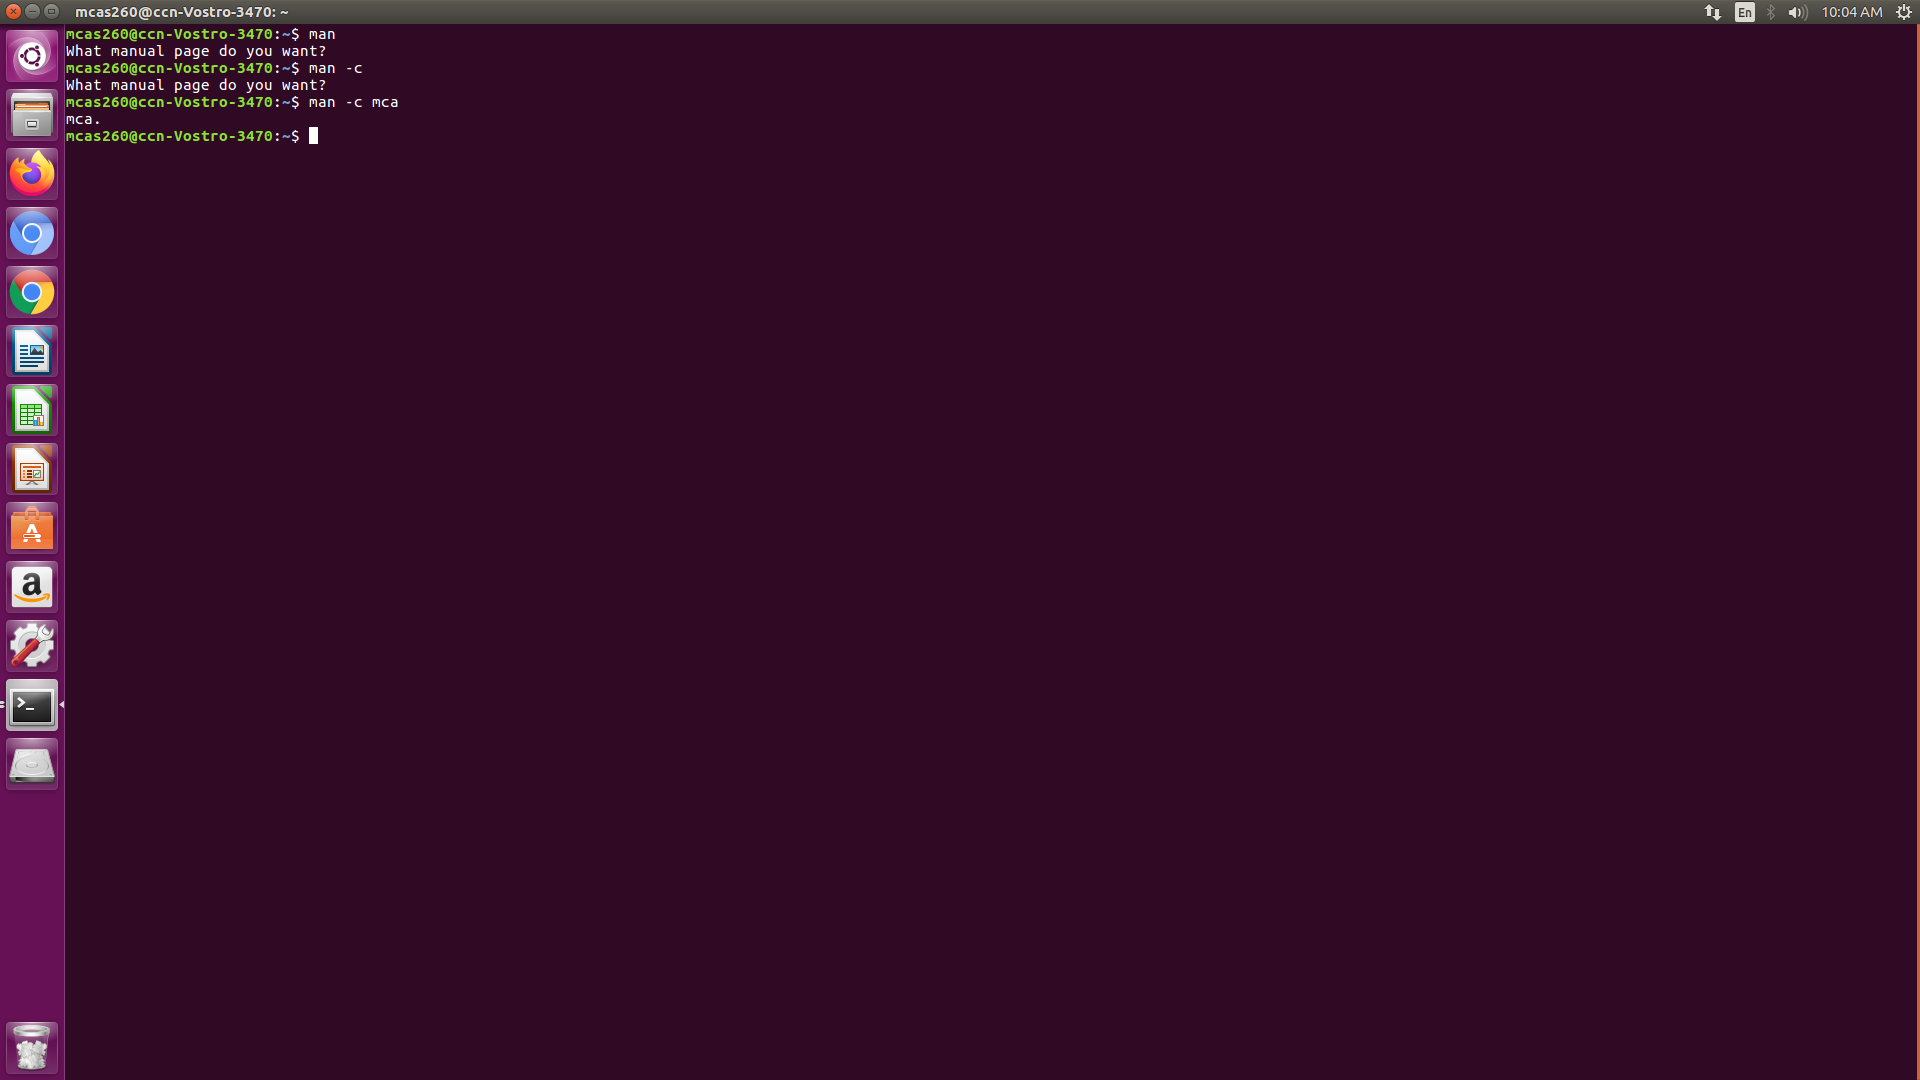 mcas260@ccn-Vostro-3470: ~
En
10:04 AM
mcas260@ccn-Vostro-3470:~$ man
What manual page do you want?
mcas260@ccn-Vostro-3470:~$ man -c
What manual page do you want?
mcas260@ccn-Vostro-3470:~$ man -c mca
mca.
mcas260@ccn-Vostro-3470:~$